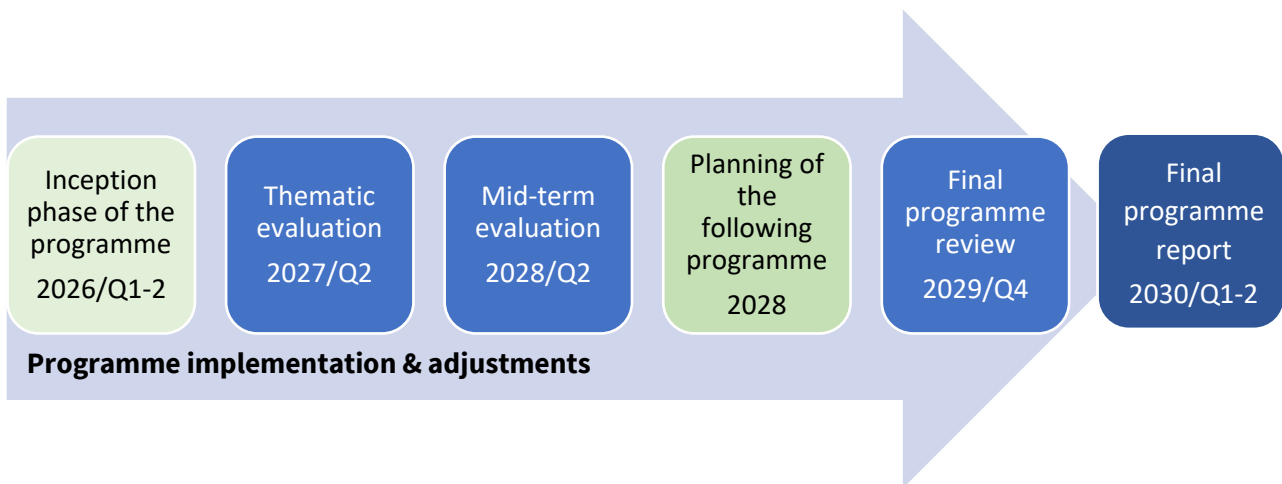 Inception
phase of the
programme
2026/Q1-2
Thematic
evaluation
2027/Q2
Mid-term
evaluation
2028/Q2
Planning of
the
following
programme
2028
Final
programme
review
2029/Q4
Final
programme
report
2030/Q1-2
Programme implementation & adjustments